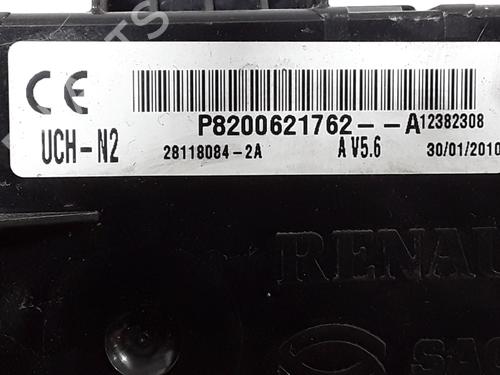 CE
P8200621762--A12382308
UCH-N2 28118084-2A A V5.6 30/01/2010
RENAU